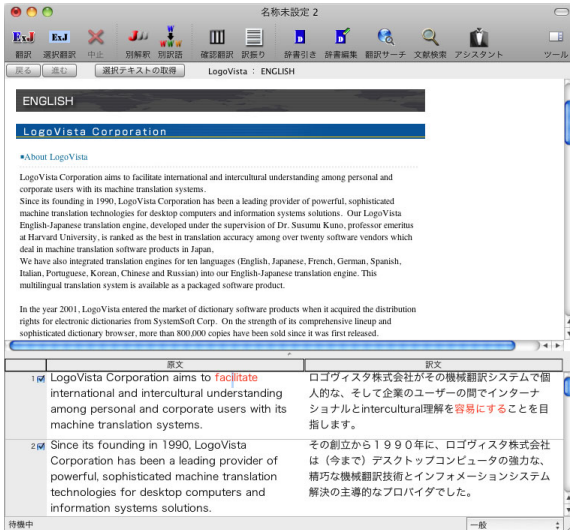 名称未設定 2
翻訳 選択翻訳 中止 別解釈 別訳語 確認翻訳 訳振り 辞書引き 辞書編集 翻訳サーチ 文献検索 アシスタント ツール
戻る 進む 選択テキストの取得 LogoVista : ENGLISH
ENGLISH
LogoVista Corporation
■About LogoVista
LogoVista Corporation aims to facilitate international and intercultural understanding among personal and
corporate users with its machine translation systems.
Since its founding in 1990, LogoVista Corporation has been a leading provider of powerful, sophisticated
machine translation technologies for desktop computers and information systems solutions. Our LogoVista
English-Japanese translation engine, developed under the supervision of Dr. Susumu Kuno, professor emeritus
at Harvard University, is ranked as the best in translation accuracy among over twenty software vendors which
deal in machine translation software products in Japan,
We have also integrated translation engines for ten languages (English, Japanese, French, German, Spanish,
Italian, Portuguese, Korean, Chinese and Russian) into our English-Japanese translation engine. This
multilingual translation system is available as a packaged software product.
In the year 2001, LogoVista entered the market of dictionary software products when it acquired the distribution
rights for electronic dictionaries from SystemSoft Corp. On the strength of its comprehensive lineup and
sophisticated dictionary browser, more than 800,000 copies have been sold since it was first released.
原文 訳文
1 LogoVista Corporation aims to facilitate
international and intercultural understanding
among personal and corporate users with its
machine translation systems.
ロゴヴィスタ株式会社がその機械翻訳システムで個
人的な、そして企業のユーザーの間でインターナ
ショナルとintercultural理解を容易にすることを目
指します。
2 Since its founding in 1990, LogoVista
Corporation has been a leading provider of
powerful, sophisticated machine translation
technologies for desktop computers and
information systems solutions.
その創立から１９９０年に、ロゴヴィスタ株式会社
は（今まで）デスクトップコンピュータの強力な、
精巧な機械翻訳技術とインフォメーションシステム
解決の主導的なプロバイダでした。
待機中 一般